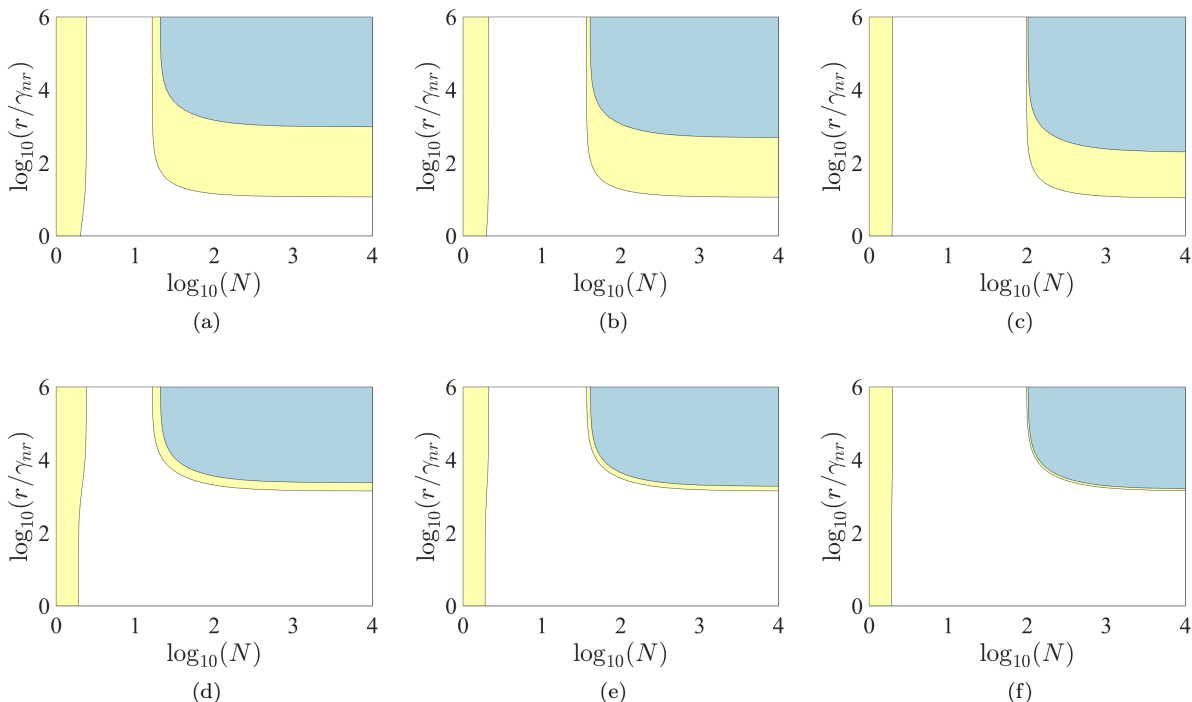 6 6 6
4 4 4
2 2 2
0 0 0
log₁₀(r/γₙᵣ) log₁₀(r/γₙᵣ) log₁₀(r/γₙᵣ)
0 1 2 3 4 0 1 2 3 4 0 1 2 3 4
log₁₀(N) log₁₀(N) log₁₀(N)
(a) (b) (c)
6 6 6
4 4 4
2 2 2
0 0 0
log₁₀(r/γₙᵣ) log₁₀(r/γₙᵣ) log₁₀(r/γₙᵣ)
0 1 2 3 4 0 1 2 3 4 0 1 2 3 4
log₁₀(N) log₁₀(N) log₁₀(N)
(d) (e) (f)